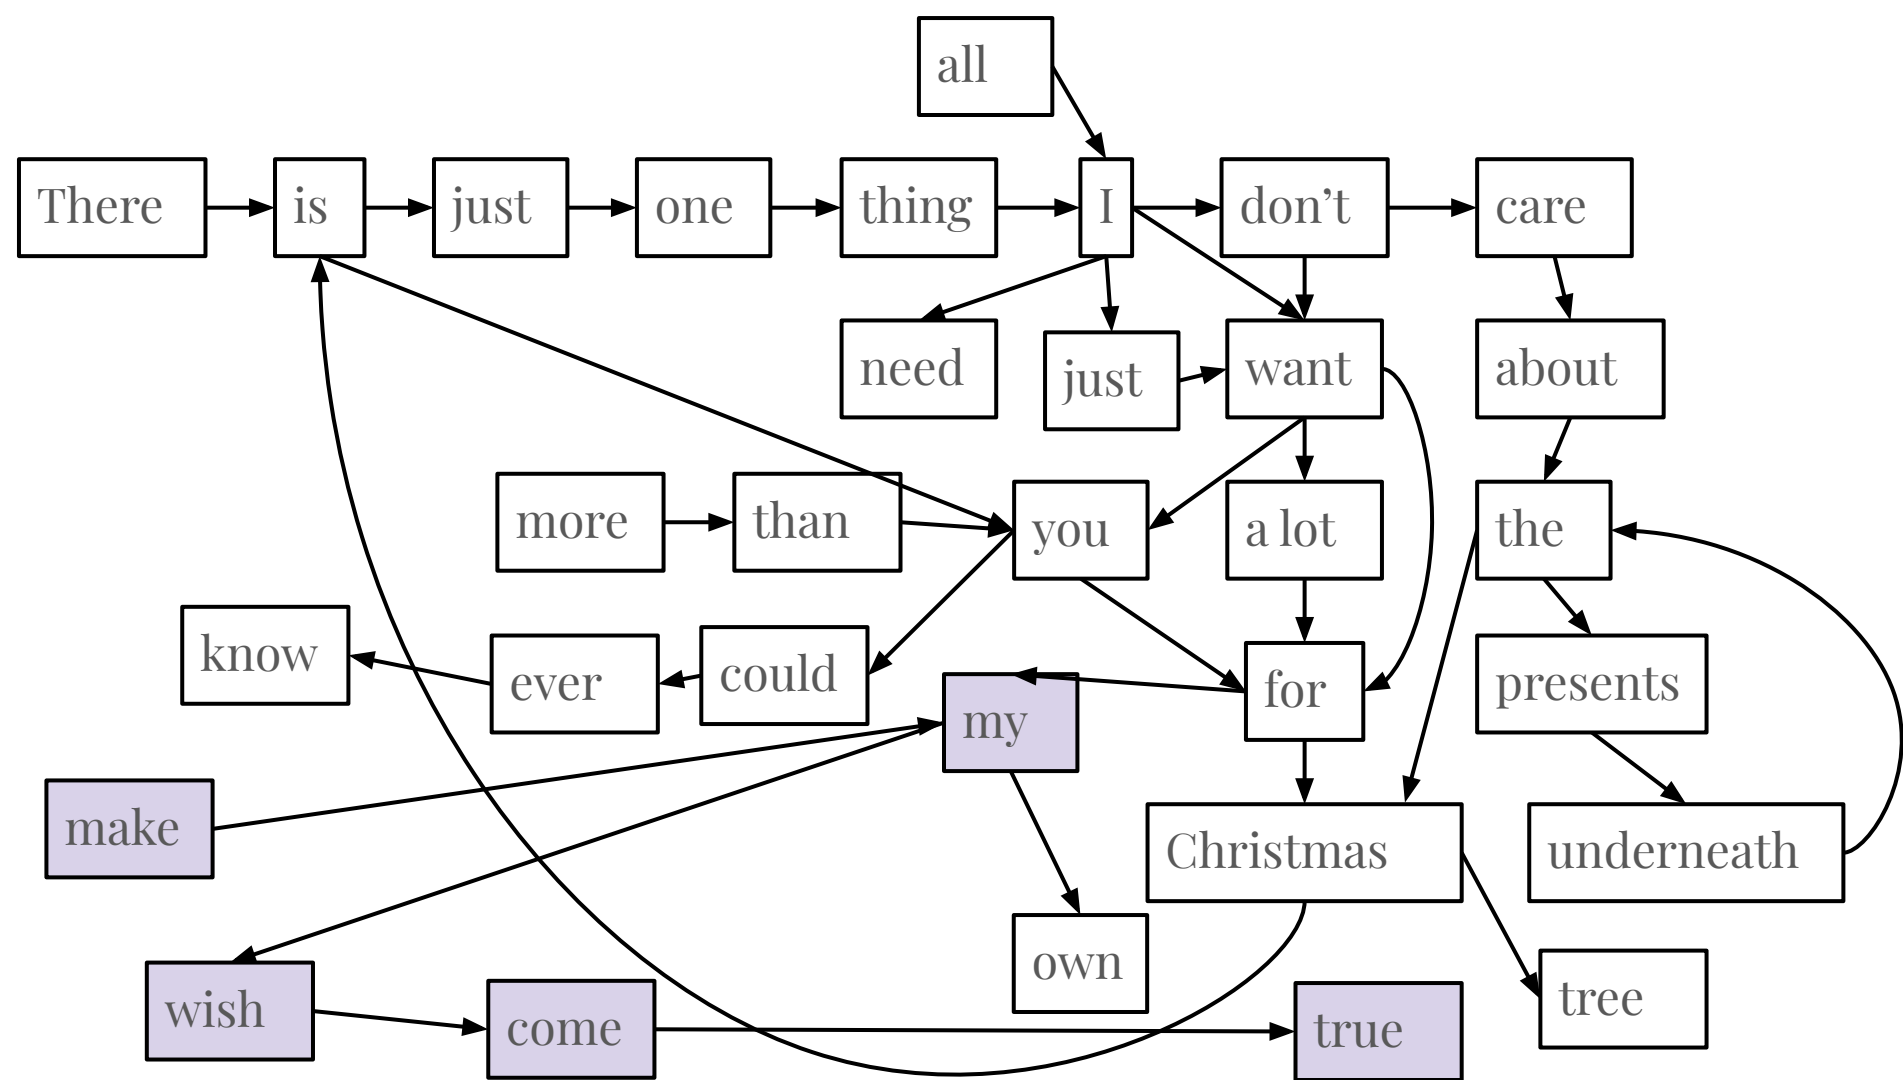 all
There is just one thing I don’t care
need just want about
more than you a lot the
know ever could my for presents
make Christmas underneath
wish come own true tree